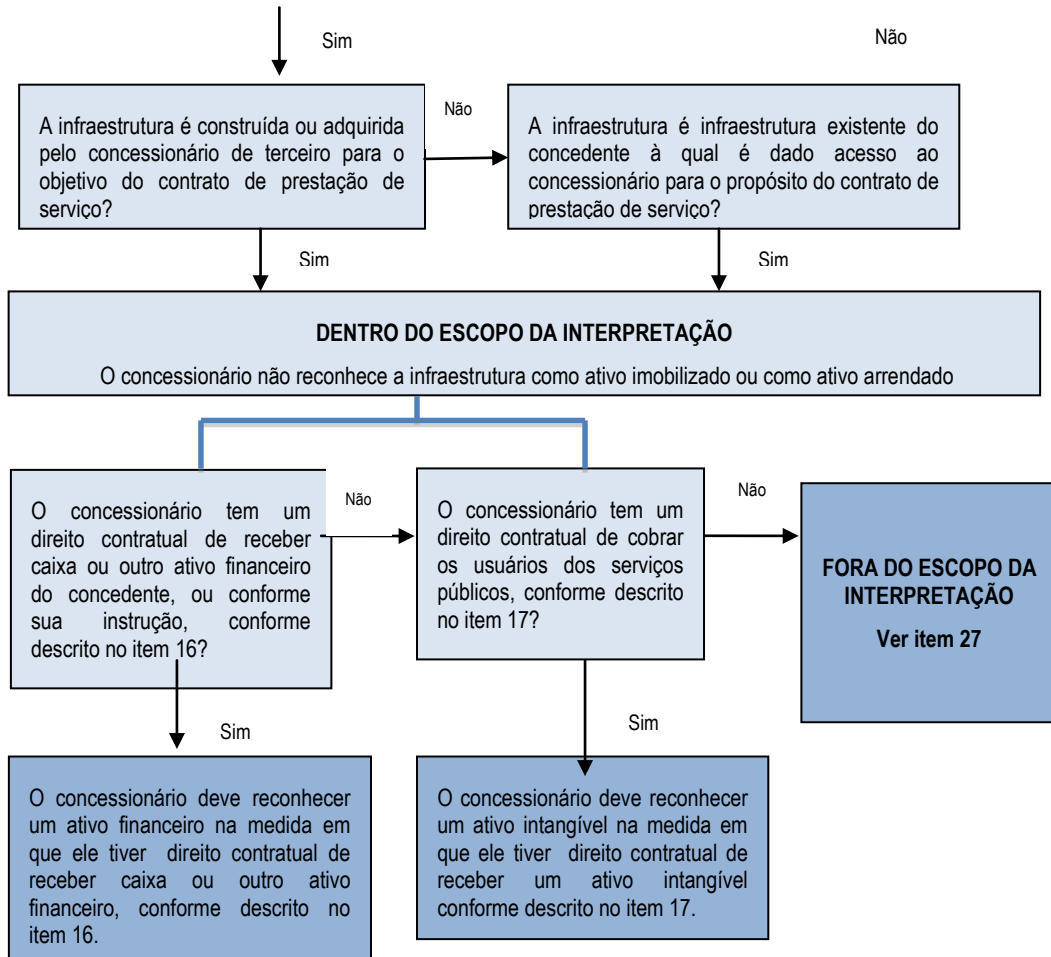 Sim
Não
A infraestrutura é construída ou adquirida
pelo concessionário de terceiro para o
objetivo do contrato de prestação de
serviço?
Não
A infraestrutura é infraestrutura existente do
concedente à qual é dado acesso ao
concessionário para o propósito do contrato de
prestação de serviço?
Sim
Sim
DENTRO DO ESCOPO DA INTERPRETAÇÃO
O concessionário não reconhece a infraestrutura como ativo imobilizado ou como ativo arrendado
O concessionário tem um
direito contratual de receber
caixa ou outro ativo financeiro
do concedente, ou conforme
sua instrução, conforme
descrito no item 16?
Não
O concessionário tem um
direito contratual de cobrar
os usuários dos serviços
públicos, conforme descrito
no item 17?
Não
FORA DO ESCOPO DA
INTERPRETAÇÃO
Ver item 27
Sim
Sim
O concessionário deve reconhecer
um ativo financeiro na medida em
que ele tiver direito contratual de
receber caixa ou outro ativo
financeiro, conforme descrito no
item 16.
O concessionário deve reconhecer
um ativo intangível na medida em
que ele tiver direito contratual de
receber um ativo intangível
conforme descrito no item 17.